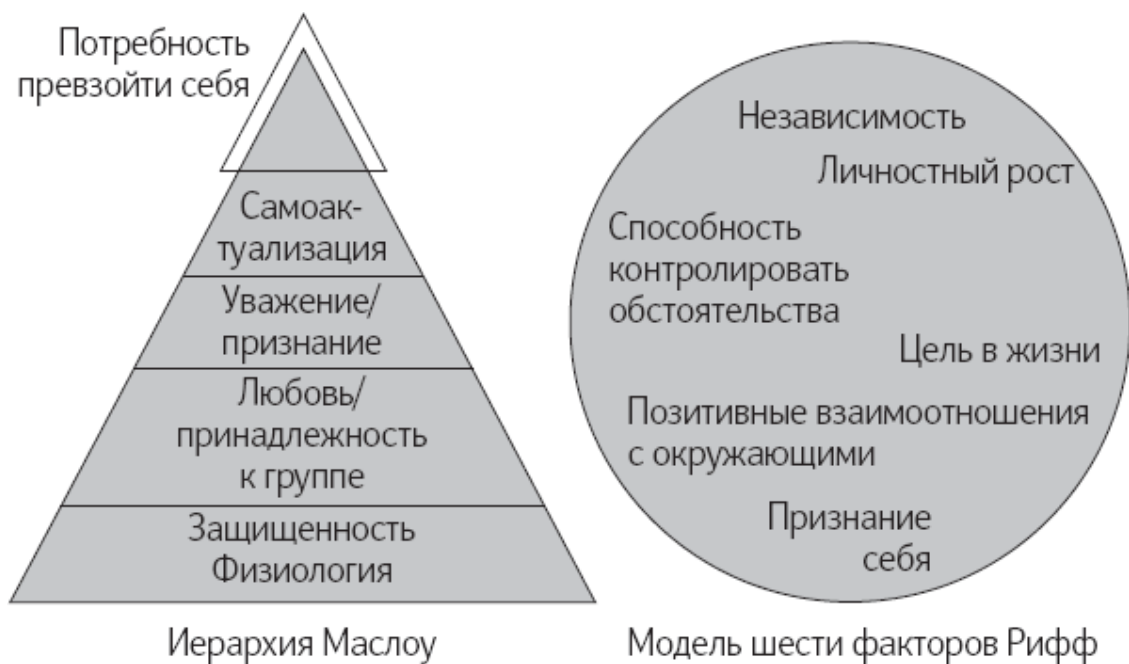 Потребность
превзойти себя
Самоак-
туализация
Уважение/
признание
Любовь/
принадлежность
к группе
Защищенность
Физиология
Иерархия Маслоу
Независимость
Личностный рост
Способность
контролировать
обстоятельства
Цель в жизни
Позитивные взаимоотношения
с окружающими
Признание
себя
Модель шести факторов Рифф